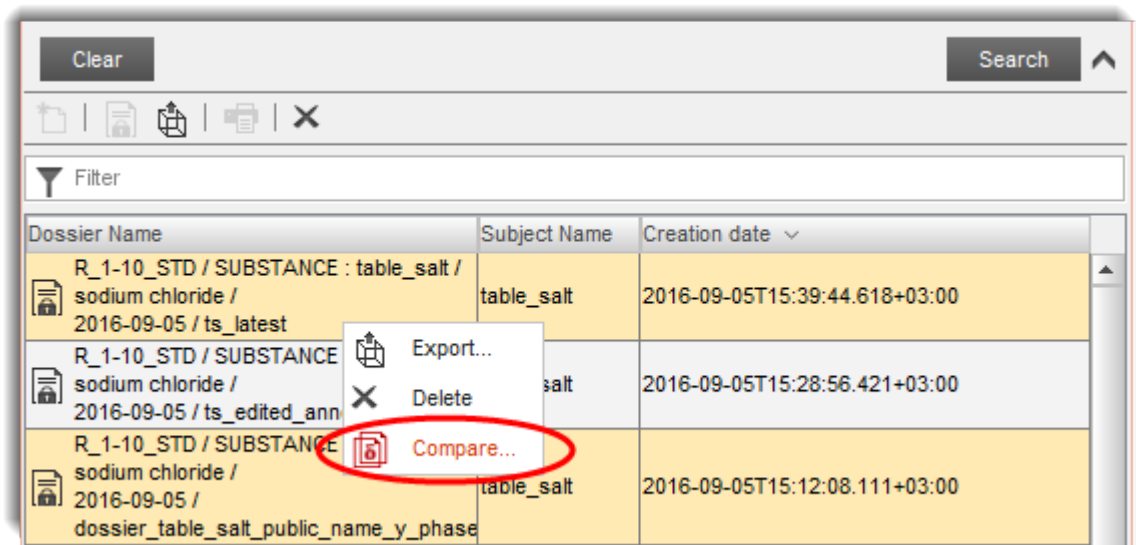 Clear
Search
Filter
Dossier Name
Subject Name
Creation date
R_1-10_STD / SUBSTANCE : table_salt /
sodium chloride /
2016-09-05 / ts_latest
table_salt
2016-09-05T15:39:44.618+03:00
R_1-10_STD / SUBSTANCE
sodium chloride /
2016-09-05 / ts_edited_ann
salt
2016-09-05T15:28:56.421+03:00
Export...
Delete
Compare...
R_1-10_STD / SUBSTANCE
sodium chloride /
2016-09-05 /
dossier_table_salt_public_name_y_phase
table_salt
2016-09-05T15:12:08.111+03:00